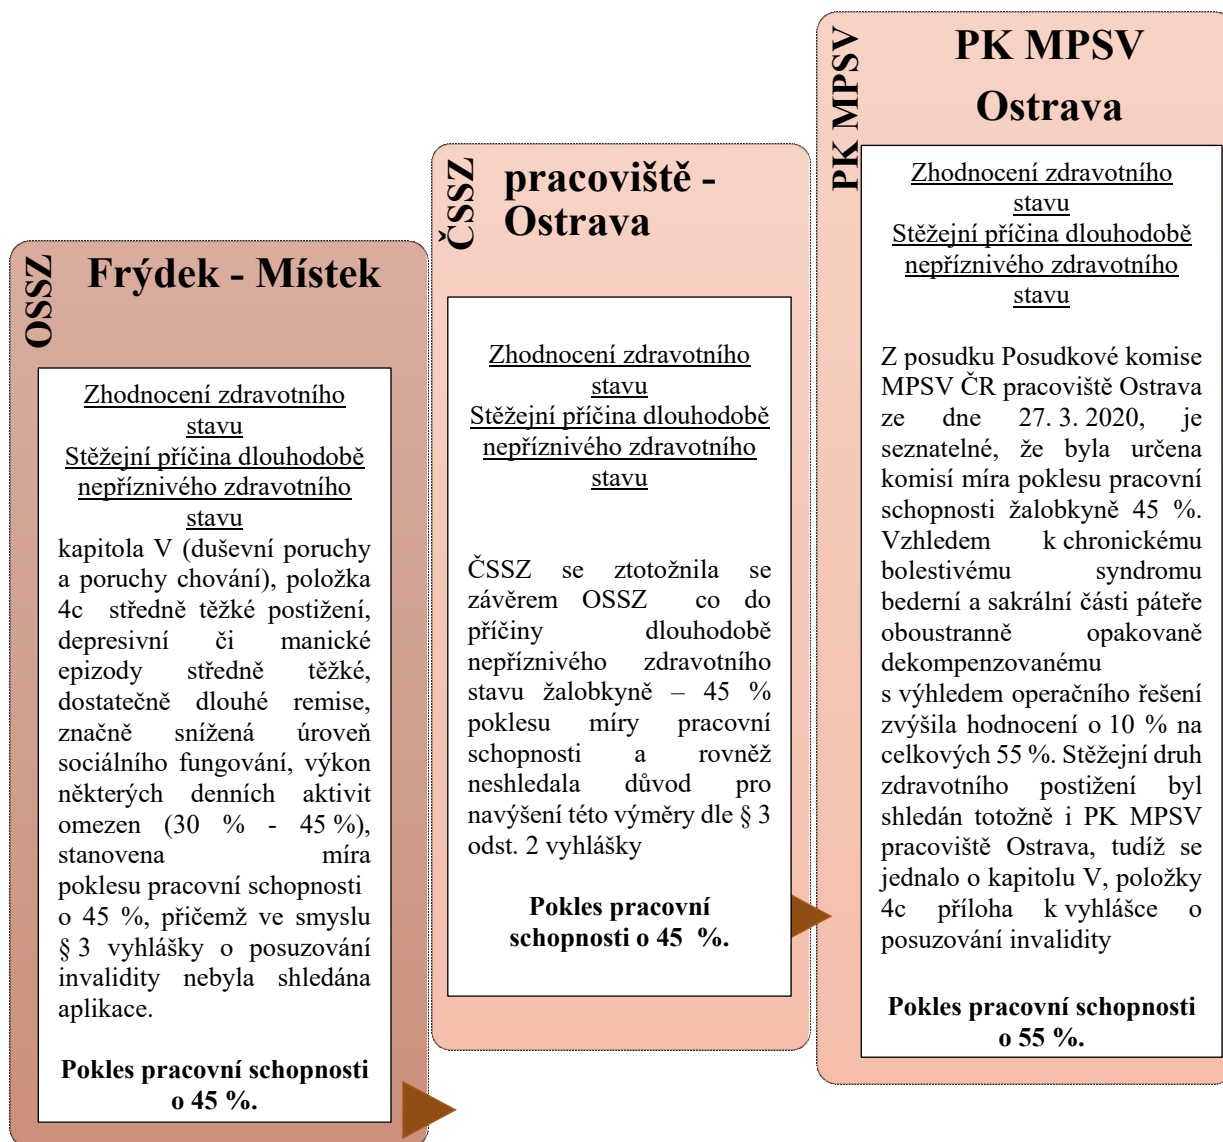 OSSZ
Frýdek - Místek
Zhodnocení zdravotního
stavu
Stěžejní příčina dlouhodobě
nepříznivého zdravotního
stavu
kapitola V (duševní poruchy
a poruchy chování), položka
4c středně těžké postižení,
depresivní či manické
epizody středně těžké,
dostatečně dlouhé remise,
značně snížená úroveň
sociálního fungování, výkon
některých denních aktivit
omezen (30 % - 45 %),
stanovena míra
poklesu pracovní schopnosti
o 45 %, přičemž ve smyslu
§ 3 vyhlášky o posuzování
invalidity nebyla shledána
aplikace.
Pokles pracovní schopnosti
o 45 %.
ČSSZ
pracoviště -
Ostrava
Zhodnocení zdravotního
stavu
Stěžejní příčina dlouhodobě
nepříznivého zdravotního
stavu
ČSSZ se ztotožnila se
závěrem OSSZ co do
příčiny dlouhodobě
nepříznivého zdravotního
stavu žalobkyně – 45 %
poklesu míry pracovní
schopnosti a rovněž
neshledala důvod pro
navýšení této výměry dle § 3
odst. 2 vyhlášky
Pokles pracovní
schopnosti o 45 %.
PK MPSV
PK MPSV
Ostrava
Zhodnocení zdravotního
stavu
Stěžejní příčina dlouhodobě
nepříznivého zdravotního
stavu
Z posudku Posudkové komise
MPSV ČR pracoviště Ostrava
ze dne 27. 3. 2020, je
seznatelné, že byla určena
komisí míra poklesu pracovní
schopnosti žalobkyně 45 %.
Vzhledem k chronickému
bolestivému syndromu
bederní a sakrální části páteře
oboustranně opakovaně
dekompenzovanému
s výhledem operačního řešení
zvýšila hodnocení o 10 % na
celkových 55 %. Stěžejní druh
zdravotního postižení byl
shledán totožně i PK MPSV
pracoviště Ostrava, tudíž se
jednalo o kapitolu V, položky
4c příloha k vyhlášce o
posuzování invalidity
Pokles pracovní schopnosti
o 55 %.